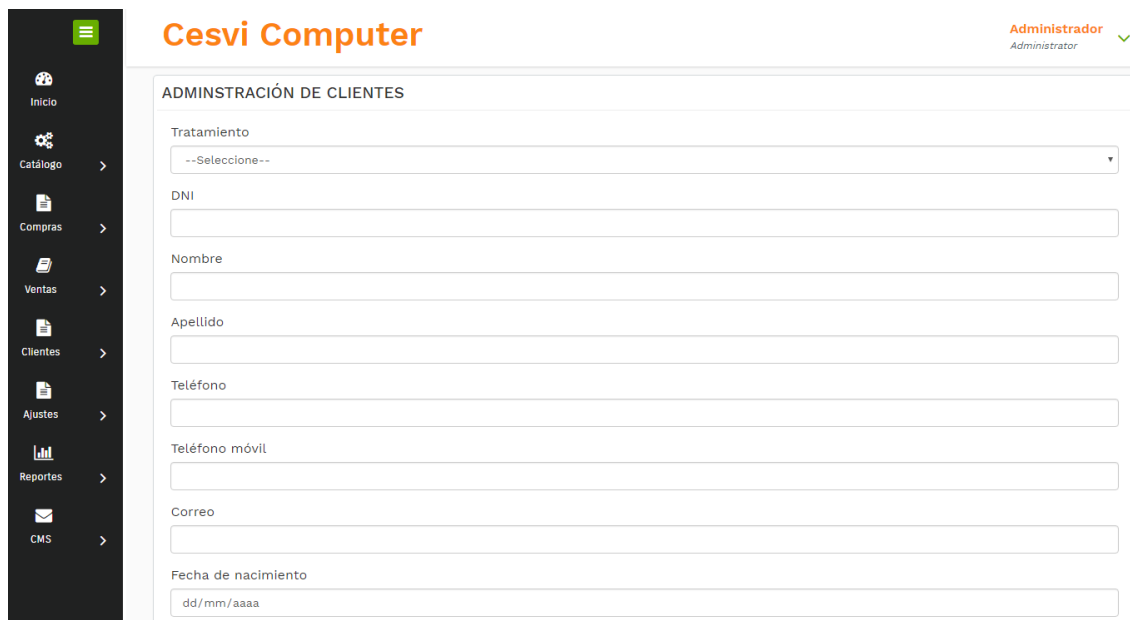 Cesvi Computer
Administrador
Administrator
Inicio
Catálogo
Compras
Ventas
Clientes
Ajustes
Reportes
CMS
ADMINSTRACIÓN DE CLIENTES
Tratamiento
--Seleccione--
DNI
Nombre
Apellido
Teléfono
Teléfono móvil
Correo
Fecha de nacimiento
dd/mm/aaaa